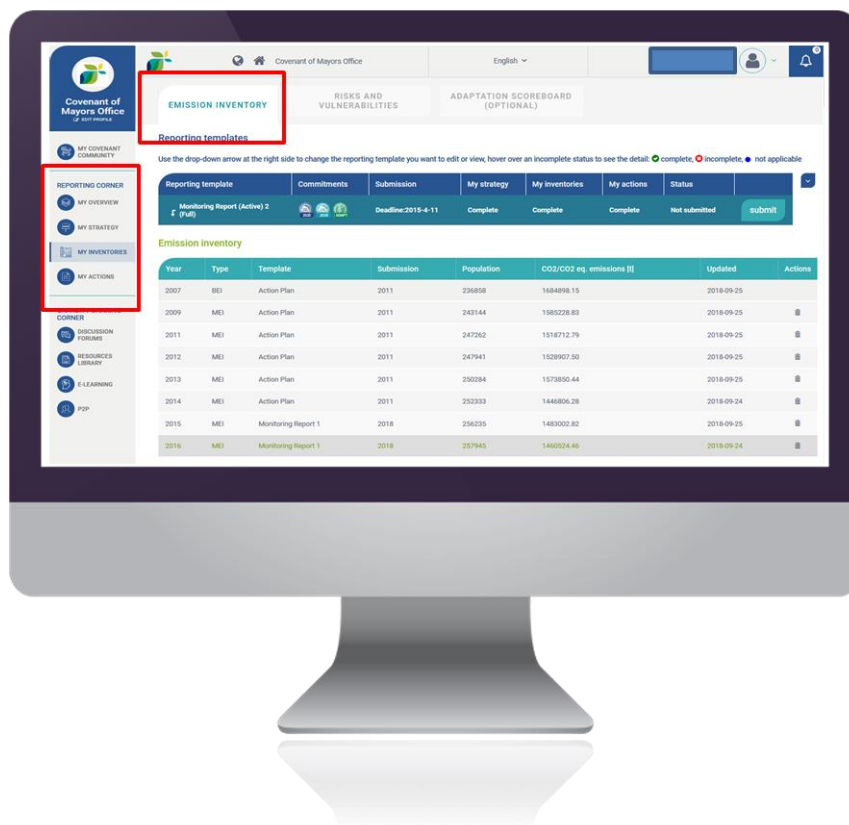 Covenant of Mayors Office
English
0
Covenant of
Mayors Office
EDIT PROFILE
EMISSION INVENTORY
RISKS AND
VULNERABILITIES
ADAPTATION SCOREBOARD
(OPTIONAL)
MY COVENANT
COMMUNITY
REPORTING CORNER
MY OVERVIEW
MY STRATEGY
MY INVENTORIES
MY ACTIONS
CORNER
DISCUSSION
FORUMS
RESOURCES
LIBRARY
E-LEARNING
P2P
Reporting templates
Use the drop-down arrow at the right side to change the reporting template you want to edit or view, hover over an incomplete status to see the detail: complete, incomplete, not applicable
Reporting template Commitments Submission My strategy My inventories My actions Status
Monitoring Report (Active) 2
(Full) Deadline:2015-4-11 Complete Complete Complete Not submitted submit
Emission inventory
Year Type Template Submission Population CO2/CO2 eq. emissions [t] Updated Actions
2007 BEI Action Plan 2011 236858 1684898.15 2018-09-25
2009 MEI Action Plan 2011 243144 1585228.83 2018-09-25
2011 MEI Action Plan 2011 247262 1518712.79 2018-09-25
2012 MEI Action Plan 2011 247941 1528907.50 2018-09-25
2013 MEI Action Plan 2011 250284 1573850.44 2018-09-25
2014 MEI Action Plan 2011 252333 1446806.28 2018-09-24
2015 MEI Monitoring Report 1 2018 256235 1483002.82 2018-09-25
2016 MEI Monitoring Report 1 2018 257945 1460524.46 2018-09-24